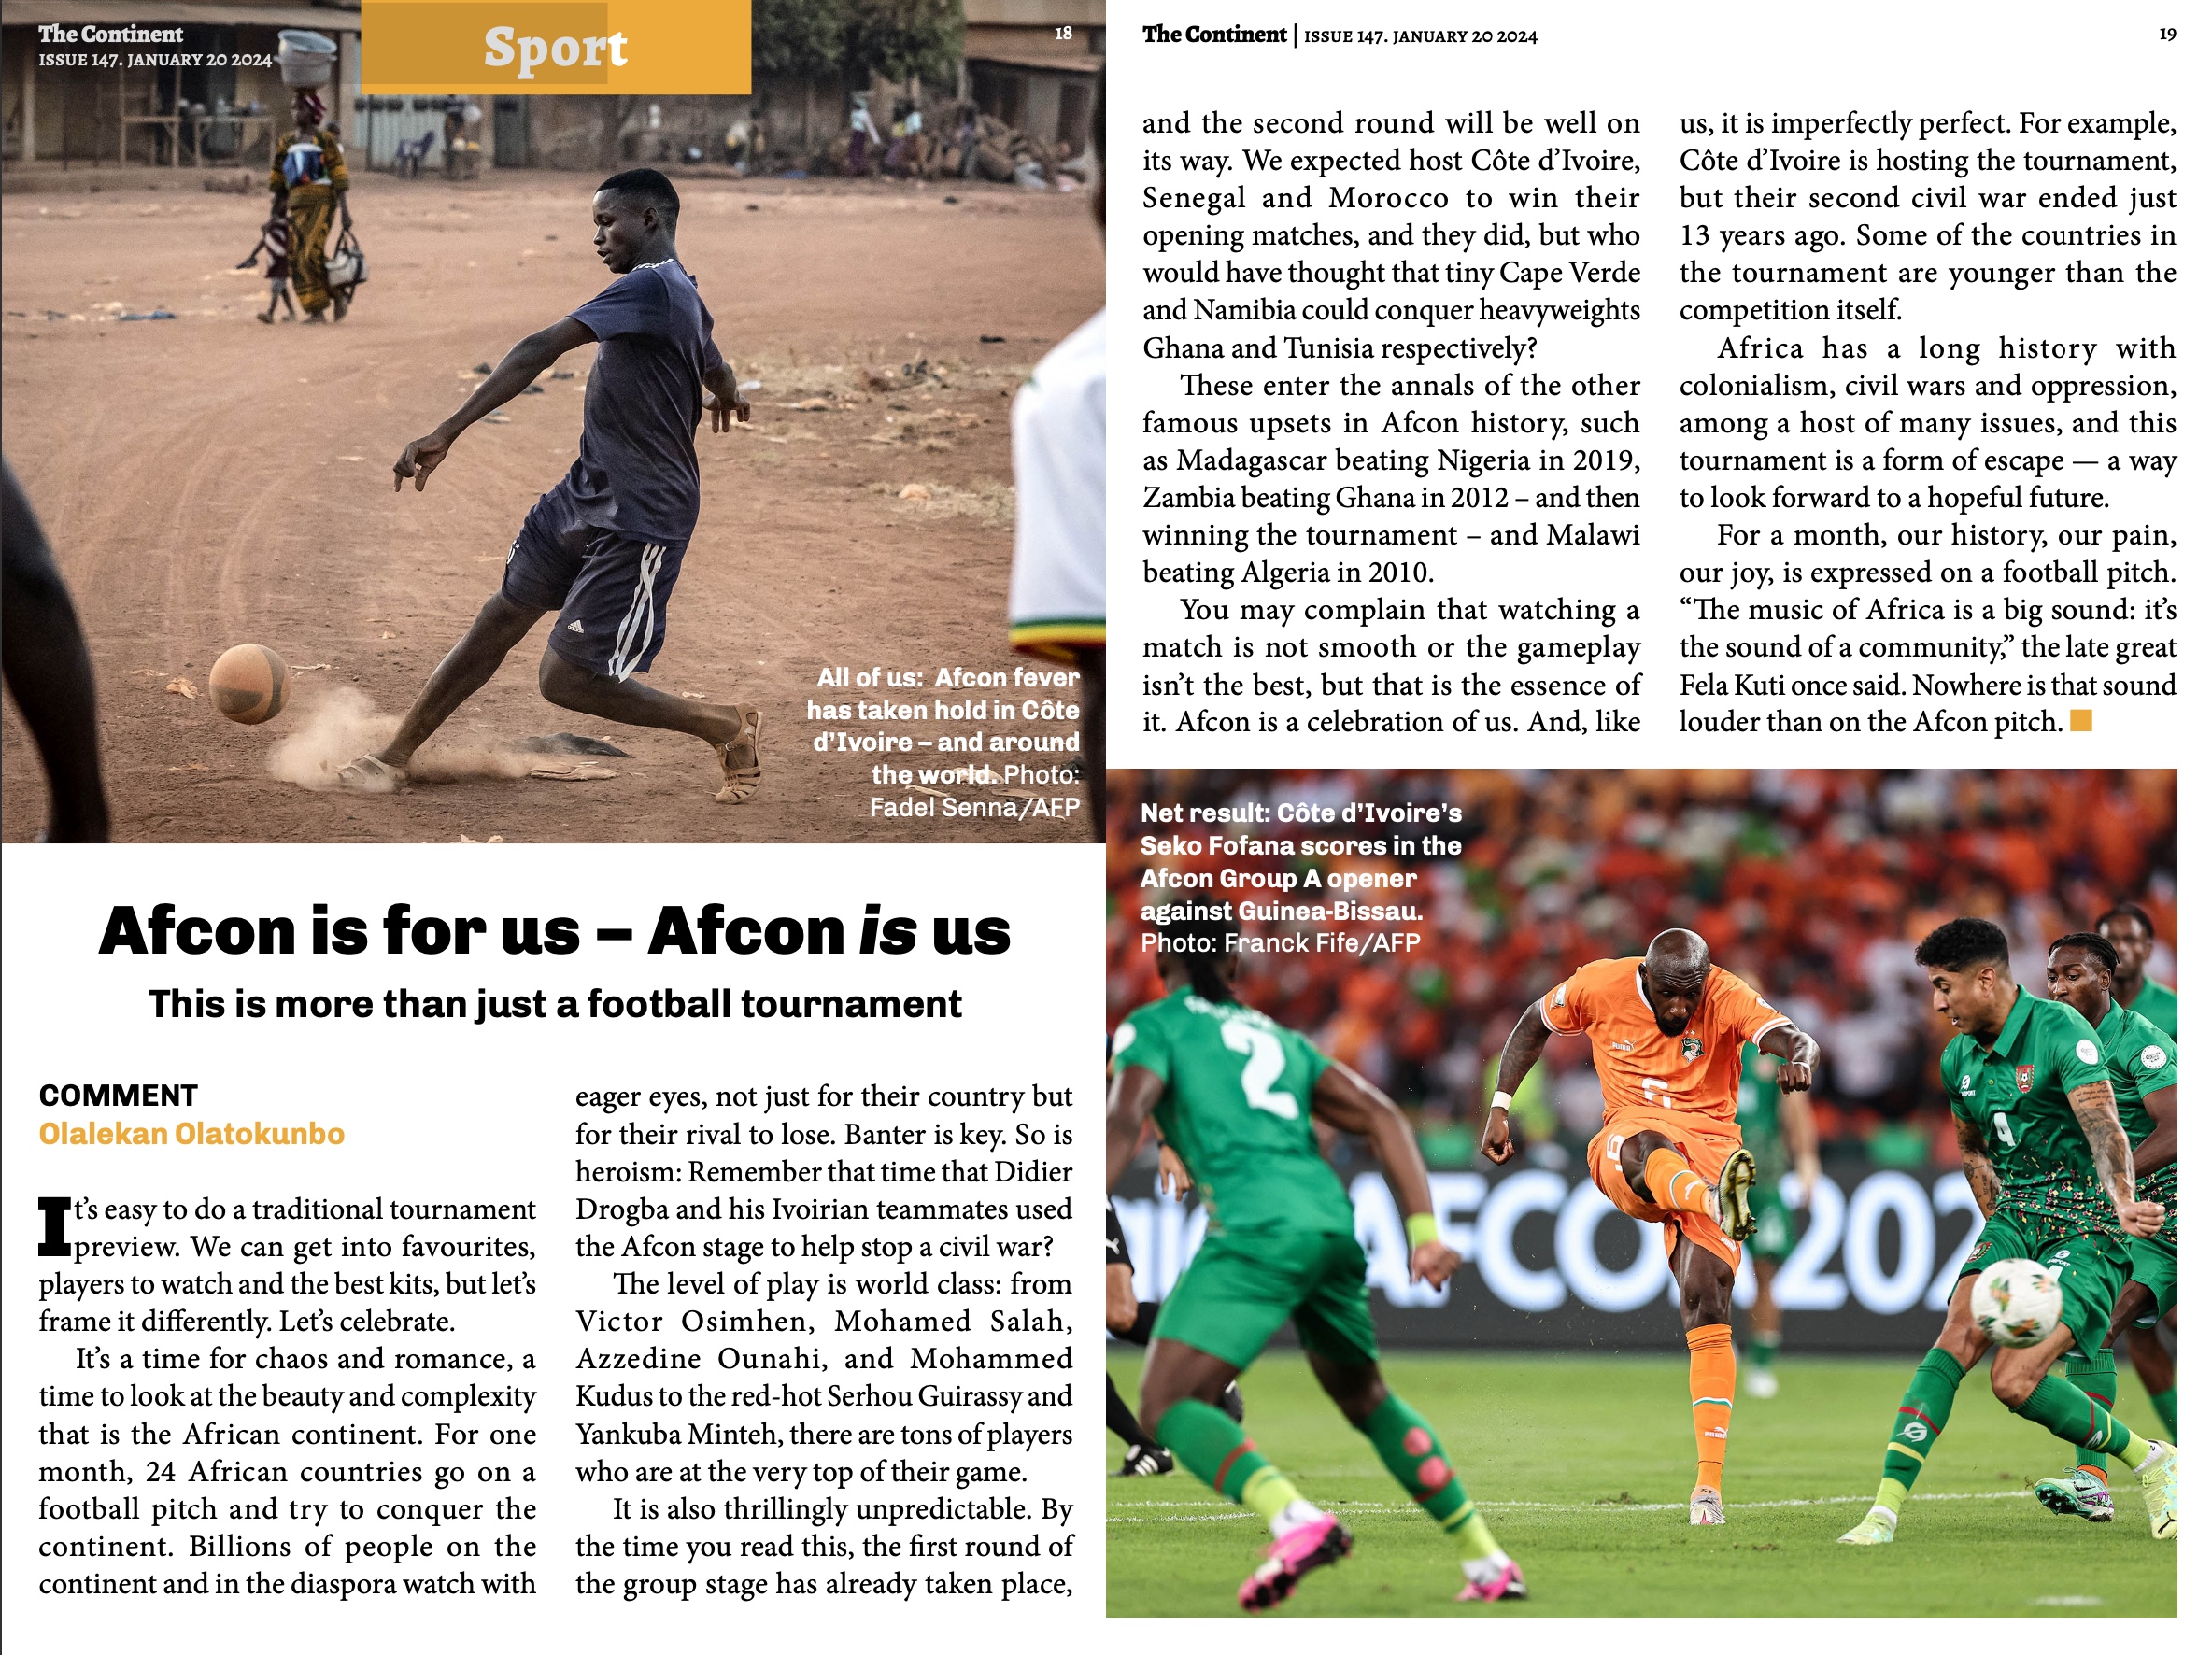 The Continent
ISSUE 147. JANUARY 20 2024
Sport
18
All of us:  Afcon fever
has taken hold in Côte
d’Ivoire – and around
the world. Photo:
Fadel Senna/AFP
Afcon is for us – Afcon is us
This is more than just a football tournament
COMMENT
Olalekan Olatokunbo
It’s easy to do a traditional tournament
preview. We can get into favourites,
players to watch and the best kits, but let’s
frame it differently. Let’s celebrate.
It’s a time for chaos and romance, a
time to look at the beauty and complexity
that is the African continent. For one
month, 24 African countries go on a
football pitch and try to conquer the
continent. Billions of people on the
continent and in the diaspora watch with
eager eyes, not just for their country but
for their rival to lose. Banter is key. So is
heroism: Remember that time that Didier
Drogba and his Ivoirian teammates used
the Afcon stage to help stop a civil war?
The level of play is world class: from
Victor Osimhen, Mohamed Salah,
Azzedine Ounahi, and Mohammed
Kudus to the red-hot Serhou Guirassy and
Yankuba Minteh, there are tons of players
who are at the very top of their game.
It is also thrillingly unpredictable. By
the time you read this, the first round of
the group stage has already taken place,
The Continent | ISSUE 147. JANUARY 20 2024
19
and the second round will be well on
its way. We expected host Côte d’Ivoire,
Senegal and Morocco to win their
opening matches, and they did, but who
would have thought that tiny Cape Verde
and Namibia could conquer heavyweights
Ghana and Tunisia respectively?
These enter the annals of the other
famous upsets in Afcon history, such
as Madagascar beating Nigeria in 2019,
Zambia beating Ghana in 2012 – and then
winning the tournament – and Malawi
beating Algeria in 2010.
You may complain that watching a
match is not smooth or the gameplay
isn’t the best, but that is the essence of
it. Afcon is a celebration of us. And, like
us, it is imperfectly perfect. For example,
Côte d’Ivoire is hosting the tournament,
but their second civil war ended just
13 years ago. Some of the countries in
the tournament are younger than the
competition itself.
Africa has a long history with
colonialism, civil wars and oppression,
among a host of many issues, and this
tournament is a form of escape — a way
to look forward to a hopeful future.
For a month, our history, our pain,
our joy, is expressed on a football pitch.
“The music of Africa is a big sound: it’s
the sound of a community,” the late great
Fela Kuti once said. Nowhere is that sound
louder than on the Afcon pitch.
Net result: Côte d’Ivoire’s
Seko Fofana scores in the
Afcon Group A opener
against Guinea-Bissau.
Photo: Franck Fife/AFP
2
4
AFCON 202